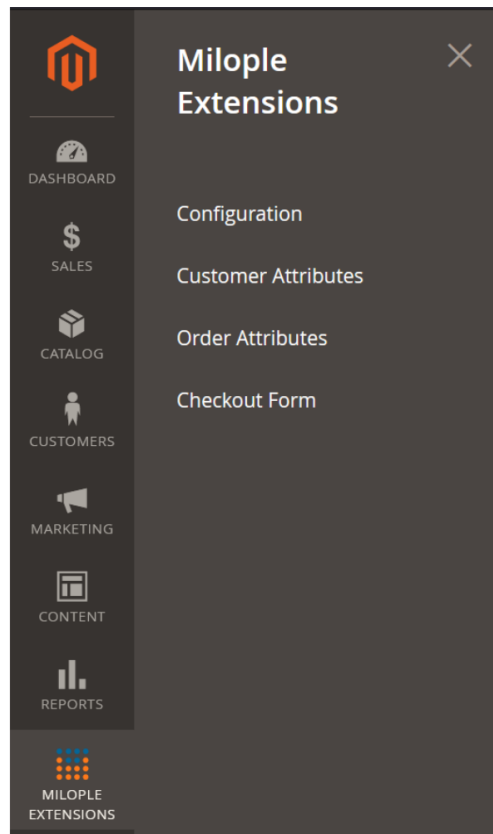 DASHBOARD
SALES
CATALOG
CUSTOMERS
MARKETING
CONTENT
REPORTS
MILOPLE
EXTENSIONS
Milople
Extensions
Configuration
Customer Attributes
Order Attributes
Checkout Form